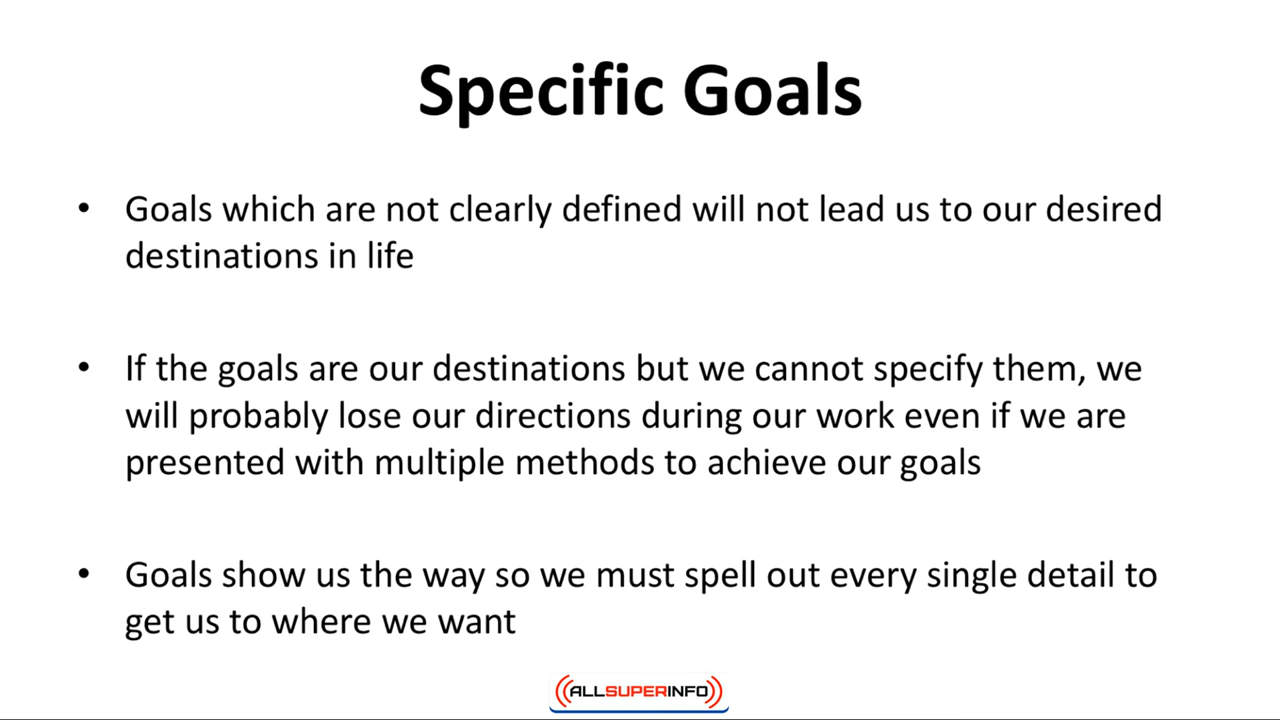 Specific Goals
• Goals which are not clearly defined will not lead us to our desired
destinations in life
• If the goals are our destinations but we cannot specify them, we
will probably lose our directions during our work even if we are
presented with multiple methods to achieve our goals
• Goals show us the way so we must spell out every single detail to
get us to where we want
ALLSUPERINFO